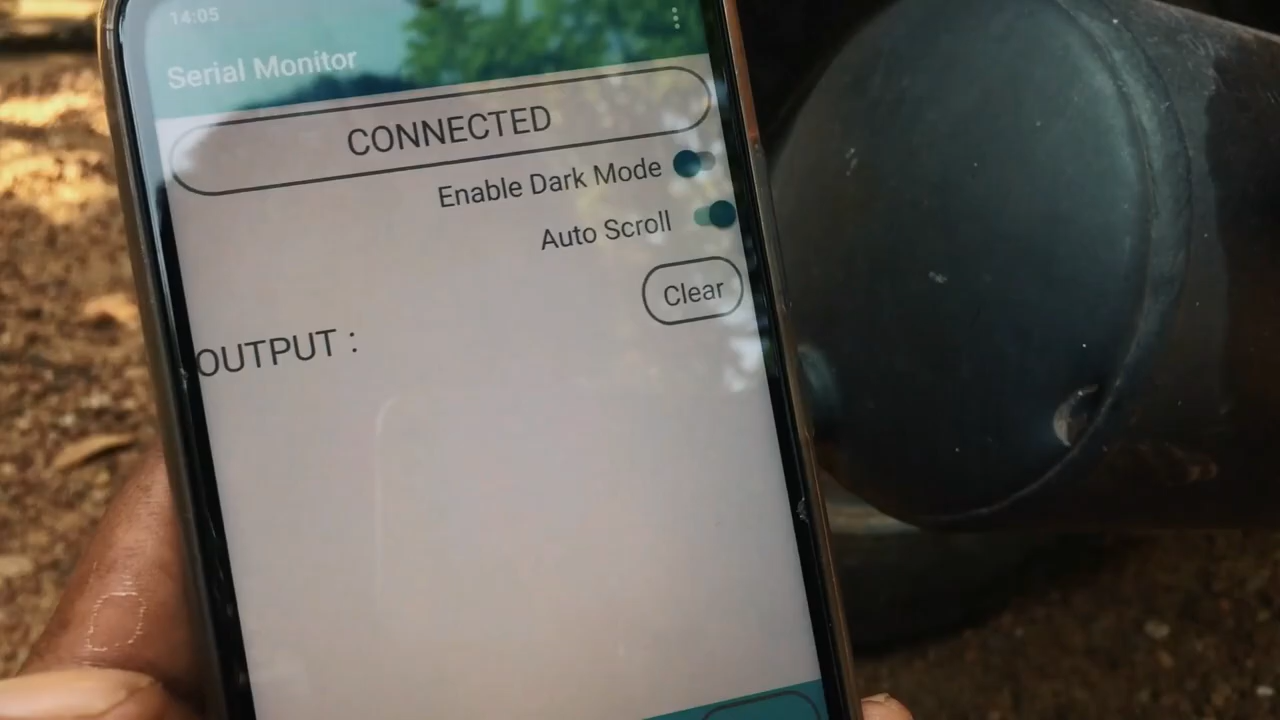 14:05
Serial Monitor
CONNECTED
Enable Dark Mode
Auto Scroll
Clear
OUTPUT :